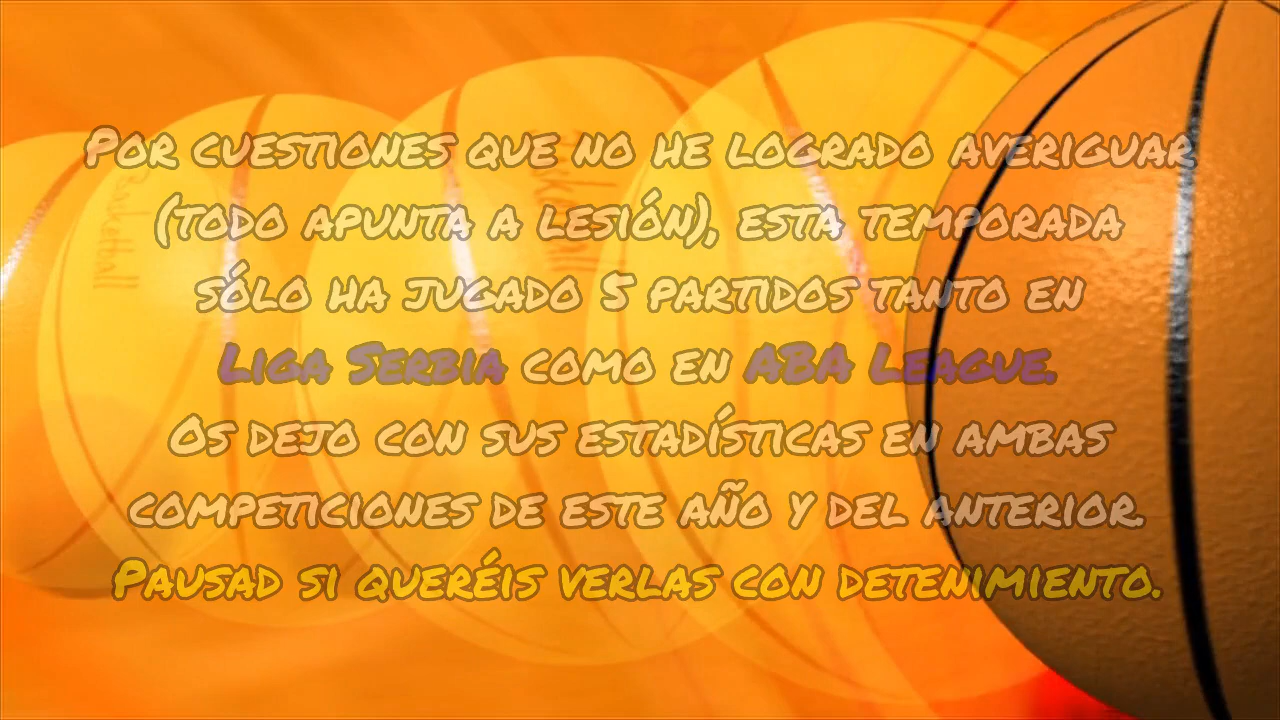 Por cuestiones que no he logrado averiguar
(todo apunta a lesión), esta temporada
sólo ha jugado 5 partidos tanto en
Liga Serbia como en ABA League.
Os dejo con sus estadísticas en ambas
competiciones de este año y del anterior.
Pausad si queréis verlas con detenimiento.
Basketball
Basketball